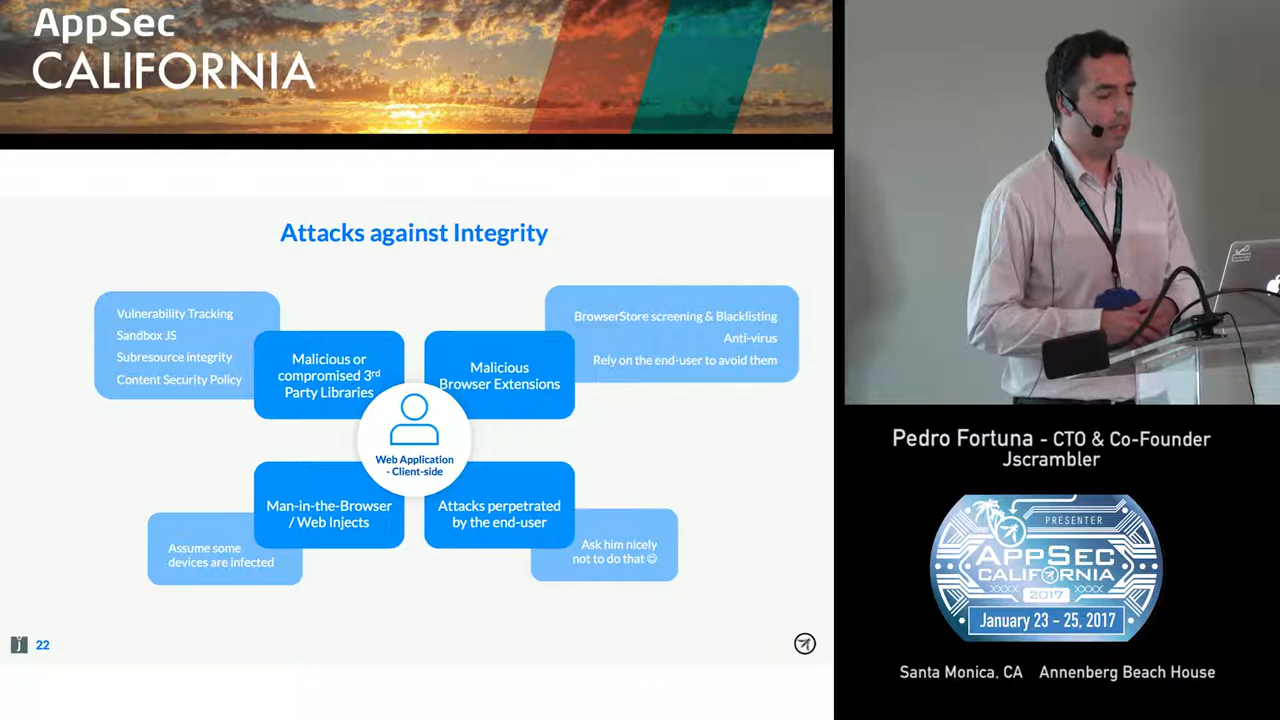 AppSec
CALIFORNIA
Attacks against Integrity
Vulnerability Tracking
Sandbox JS
Subresource integrity
Content Security Policy
Malicious or
compromised 3rd
Party Libraries
Malicious
Browser Extensions
BrowserStore screening & Blacklisting
Anti-virus
Rely on the end-user to avoid them
Web Application
- Client-side
Man-in-the-Browser
/ Web Injects
Attacks perpetrated
by the end-user
Assume some
devices are infected
Ask him nicely
not to do that ☺
j
22
Pedro Fortuna - CTO & Co-Founder
Jscrambler
PRESENTER
APPSEC
CALIFORNIA
2017
January 23 - 25, 2017
Santa Monica, CA Annenberg Beach House